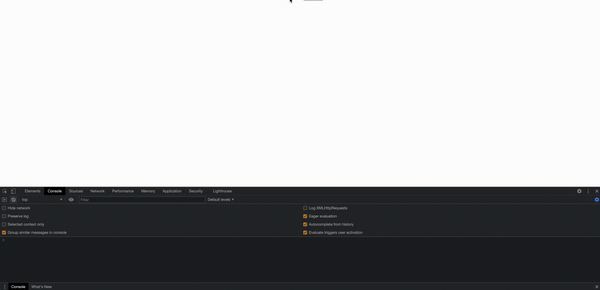 Elements Console Sources Network Performance Memory Application Security Lighthouse
top Filter Default levels
Hide network Log XMLHttpRequests
Preserve log Eager evaluation
Selected context only Autocomplete from history
Group similar messages in console Evaluate triggers user activation
Console What's New